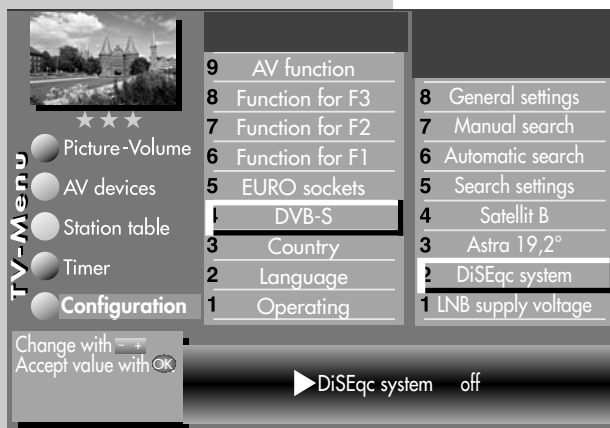 TV-Menu
Picture-Volume
AV devices
Station table
Timer
Configuration
9 AV function
8 Function for F3
7 Function for F2
6 Function for F1
5 EURO sockets
4 DVB-S
3 Country
2 Language
1 Operating
8 General settings
7 Manual search
6 Automatic search
5 Search settings
4 Satellit B
3 Astra 19,2°
2 DiSEqc system
1 LNB supply voltage
Change with - +
Accept value with OK
DiSEqc system off